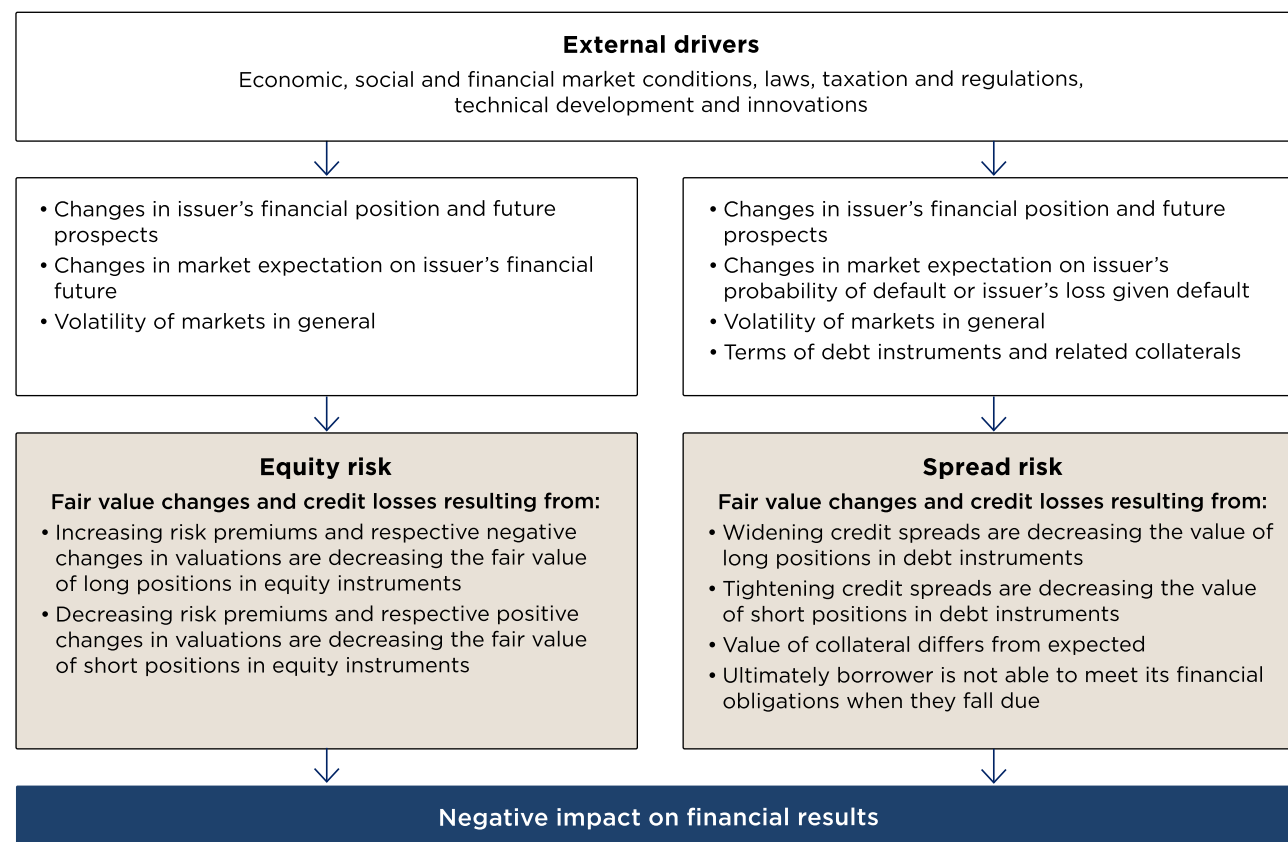 External drivers
Economic, social and financial market conditions, laws, taxation and regulations,
technical development and innovations
• Changes in issuer’s financial position and future
prospects
• Changes in market expectation on issuer’s financial
future
• Volatility of markets in general
• Changes in issuer’s financial position and future
prospects
• Changes in market expectation on issuer’s
probability of default or issuer’s loss given default
• Volatility of markets in general
• Terms of debt instruments and related collaterals
Equity risk
Fair value changes and credit losses resulting from:
• Increasing risk premiums and respective negative
changes in valuations are decreasing the fair value
of long positions in equity instruments
• Decreasing risk premiums and respective positive
changes in valuations are decreasing the fair value
of short positions in equity instruments
Spread risk
Fair value changes and credit losses resulting from:
• Widening credit spreads are decreasing the value of
long positions in debt instruments
• Tightening credit spreads are decreasing the value
of short positions in debt instruments
• Value of collateral differs from expected
• Ultimately borrower is not able to meet its financial
obligations when they fall due
Negative impact on financial results